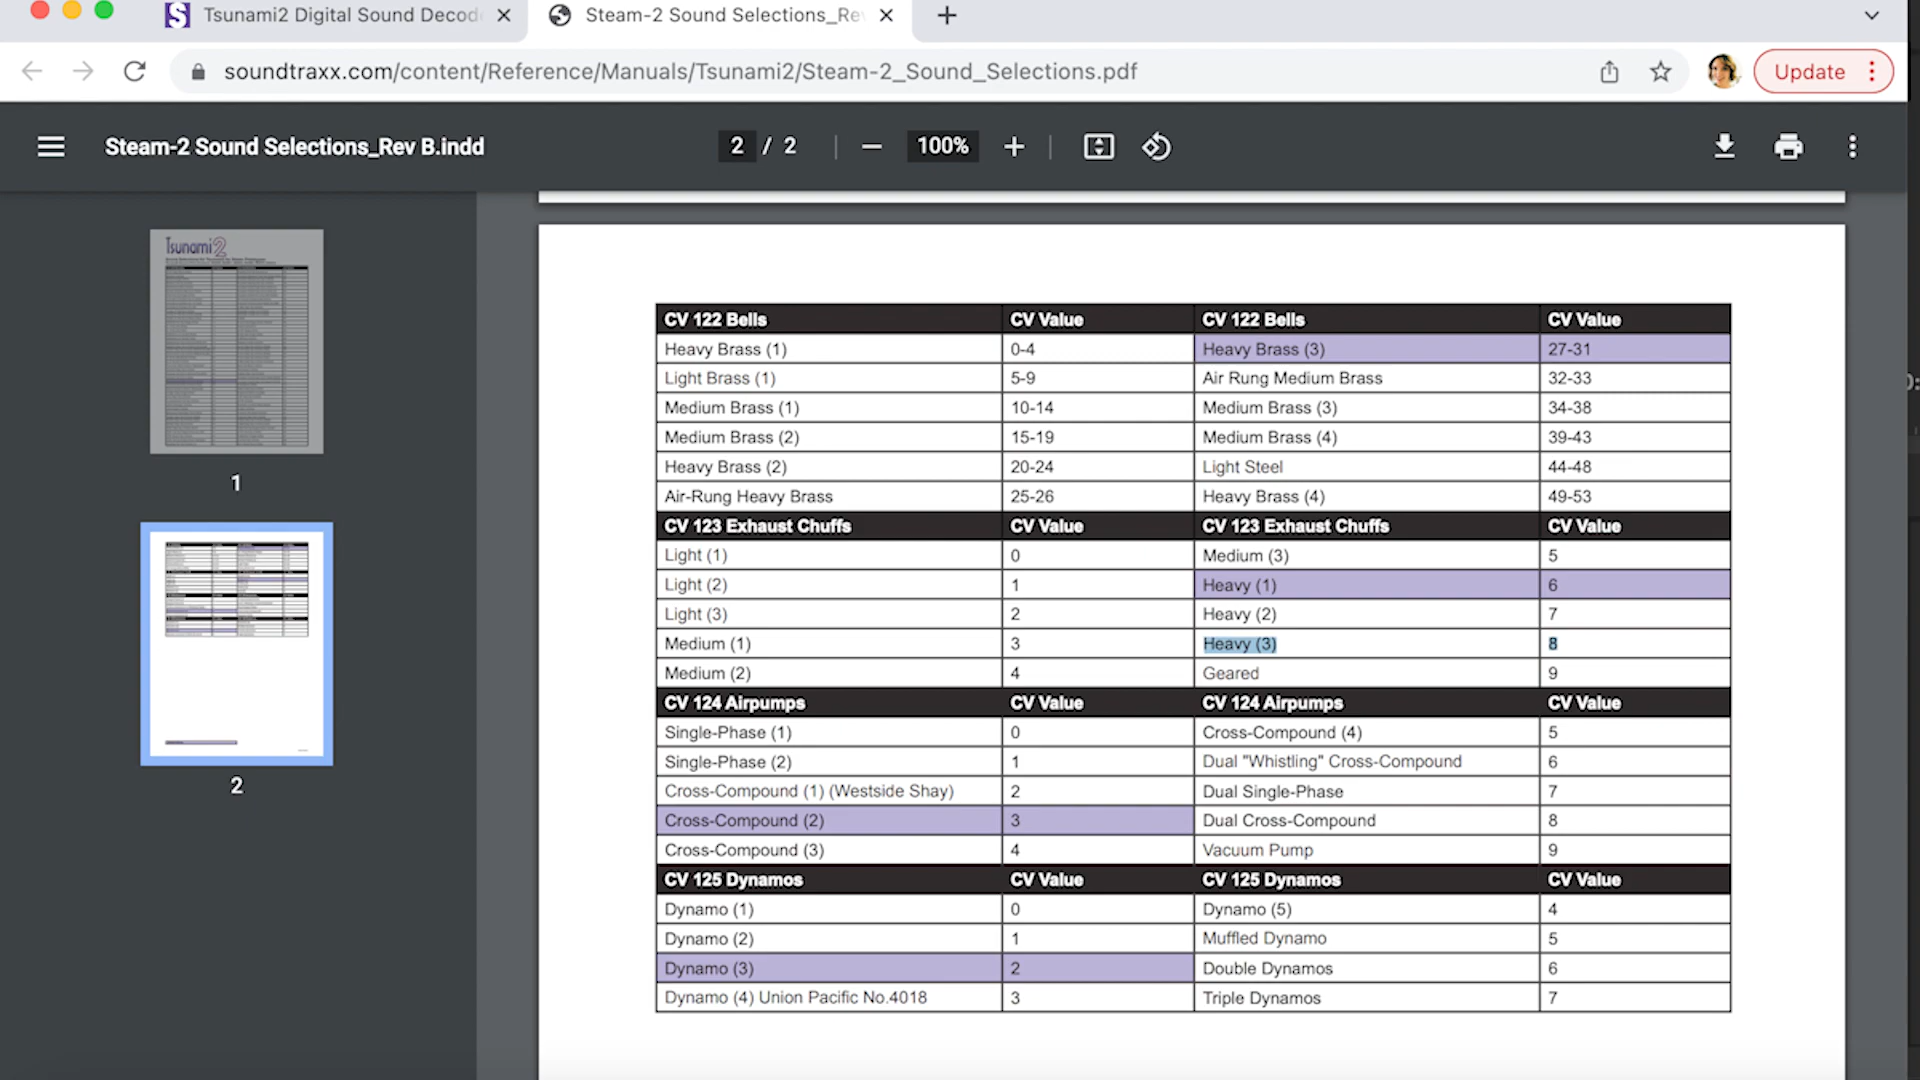 Tsunami2 Digital Sound Decod
Steam-2 Sound Selections_Re
soundtraxx.com/content/Reference/Manuals/Tsunami2/Steam-2_Sound_Selections.pdf
Update
Steam-2 Sound Selections_Rev B.indd
2 / 2
100%
Tsunami2
1
2
CV 122 Bells CV Value CV 122 Bells CV Value
Heavy Brass (1) 0-4 Heavy Brass (3) 27-31
Light Brass (1) 5-9 Air Rung Medium Brass 32-33
Medium Brass (1) 10-14 Medium Brass (3) 34-38
Medium Brass (2) 15-19 Medium Brass (4) 39-43
Heavy Brass (2) 20-24 Light Steel 44-48
Air-Rung Heavy Brass 25-26 Heavy Brass (4) 49-53
CV 123 Exhaust Chuffs CV Value CV 123 Exhaust Chuffs CV Value
Light (1) 0 Medium (3) 5
Light (2) 1 Heavy (1) 6
Light (3) 2 Heavy (2) 7
Medium (1) 3 Heavy (3) 8
Medium (2) 4 Geared 9
CV 124 Airpumps CV Value CV 124 Airpumps CV Value
Single-Phase (1) 0 Cross-Compound (4) 5
Single-Phase (2) 1 Dual "Whistling" Cross-Compound 6
Cross-Compound (1) (Westside Shay) 2 Dual Single-Phase 7
Cross-Compound (2) 3 Dual Cross-Compound 8
Cross-Compound (3) 4 Vacuum Pump 9
CV 125 Dynamos CV Value CV 125 Dynamos CV Value
Dynamo (1) 0 Dynamo (5) 4
Dynamo (2) 1 Muffled Dynamo 5
Dynamo (3) 2 Double Dynamos 6
Dynamo (4) Union Pacific No.4018 3 Triple Dynamos 7